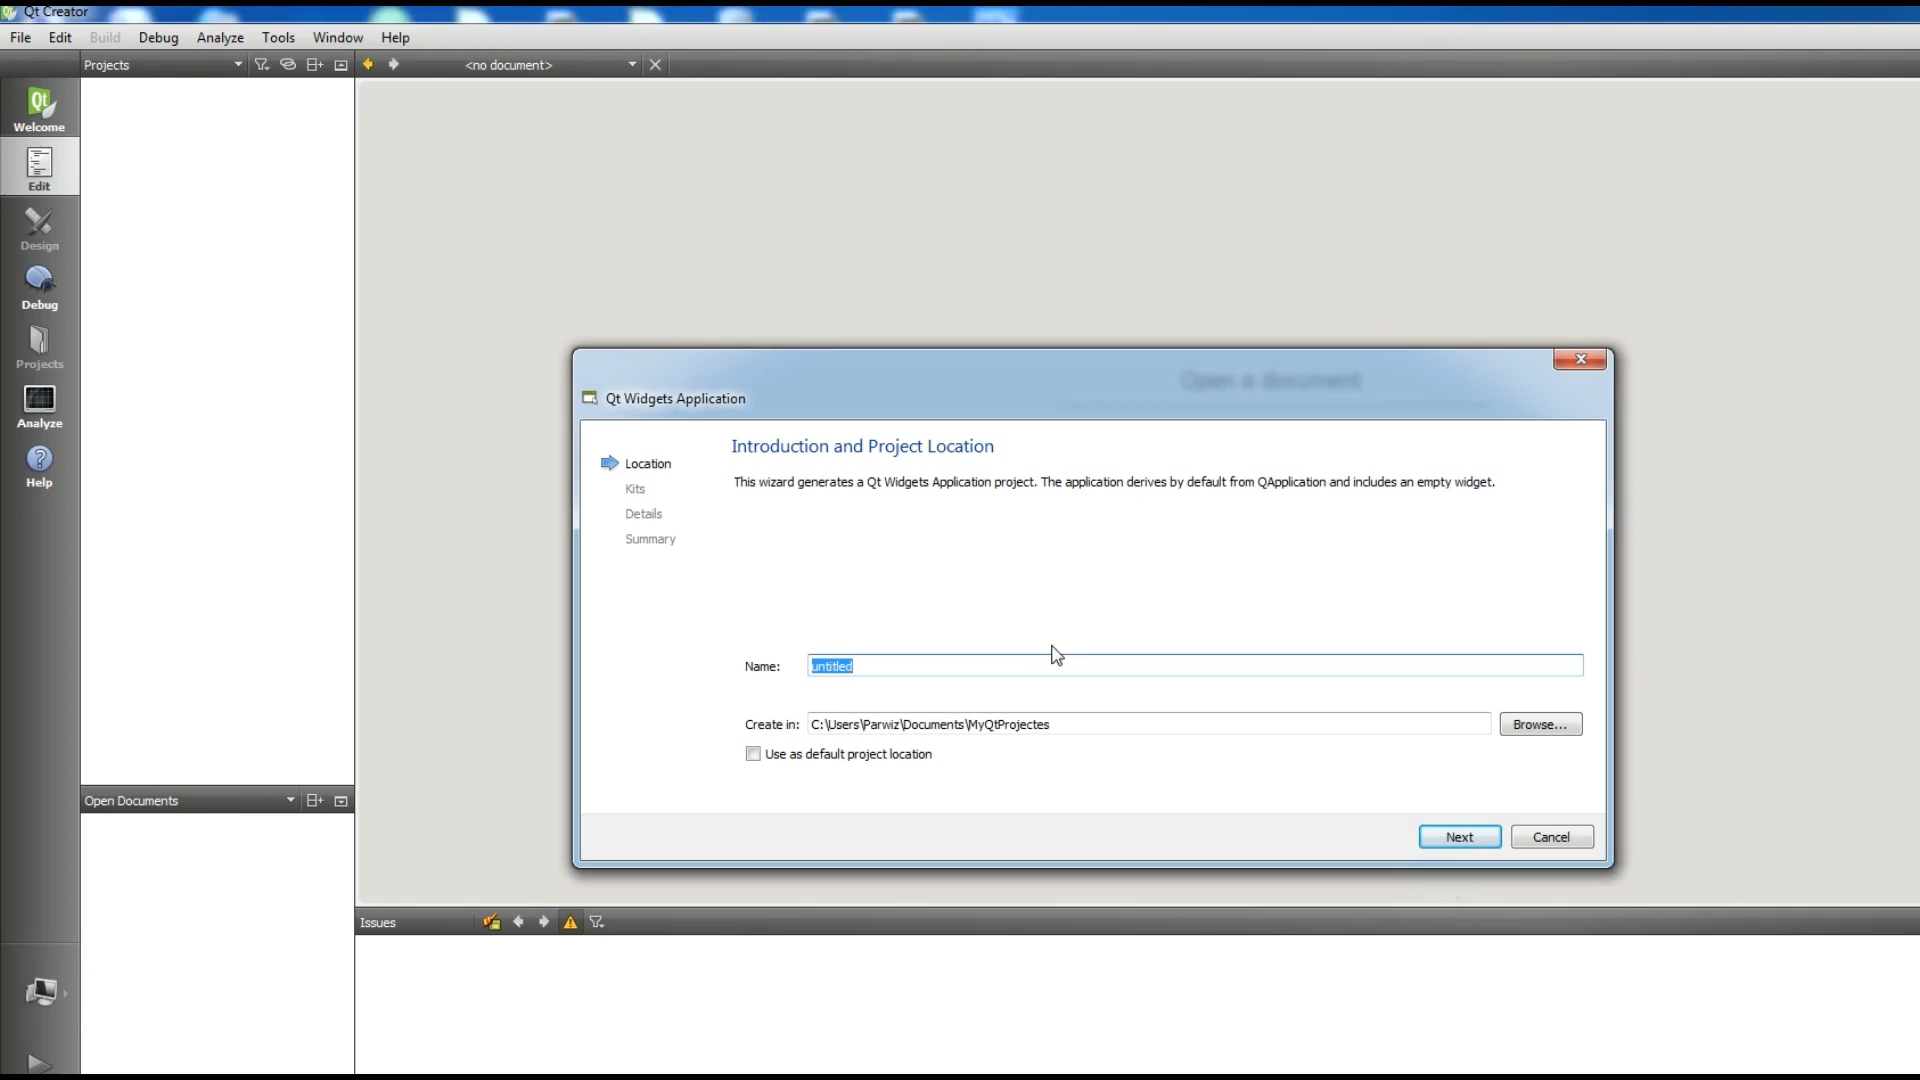 Qt Creator
File Edit Build Debug Analyze Tools Window Help
Projects <no document>
Qt
Welcome
Edit
Design
Debug
Projects
Analyze
Help
Open a document
Qt Widgets Application
Introduction and Project Location
Location
This wizard generates a Qt Widgets Application project. The application derives by default from QApplication and includes an empty widget.
Kits
Details
Summary
Name: untitled
Create in: C:\Users\Parwiz\Documents\MyQtProjectes Browse...
Use as default project location
Next Cancel
Open Documents
Issues